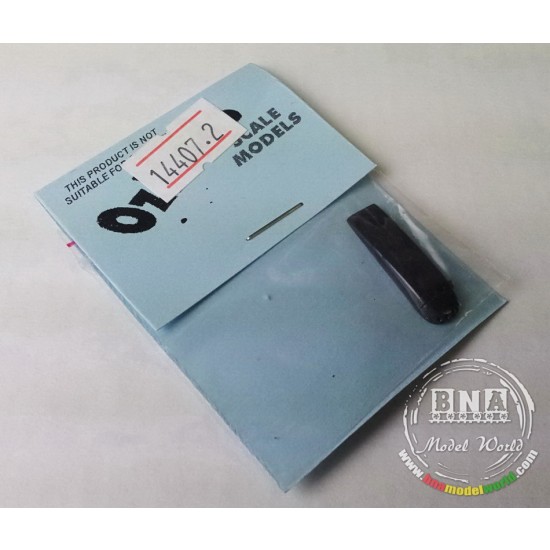 THIS PRODUCT IS NOT
SUITABLE FO
14407.2
SCALE
MODELS
BNA
Model World
www.bnamodelworld.com